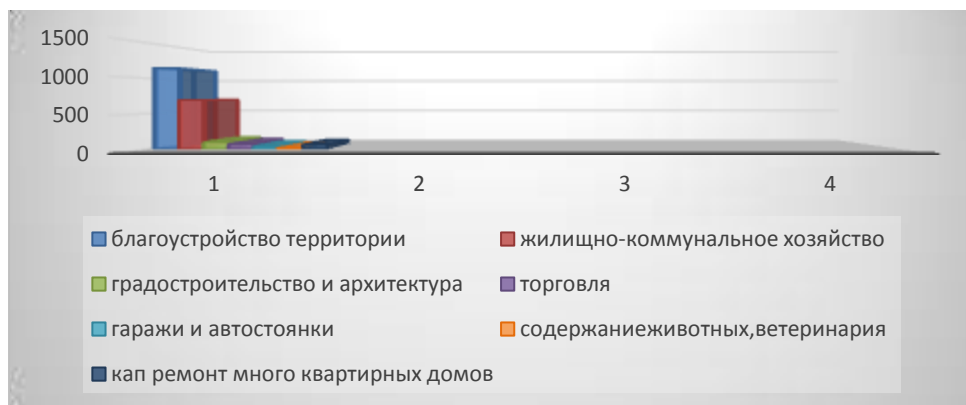 1500
1000
500
0
1 2 3 4
благоустройство территории жилищно-коммунальное хозяйство
градостроительство и архитектура торговля
гаражи и автостоянки содержаниеживотных,ветеринария
кап ремонт много квартирных домов